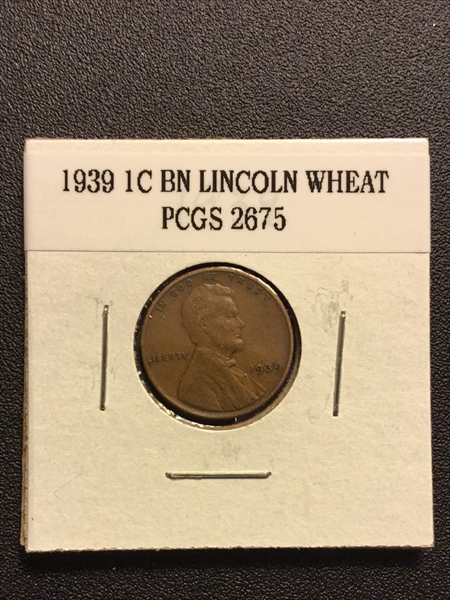 1939 1C BN LINCOLN WHEAT
PCGS 2675
IN GOD WE TRUST
LIBERTY
1939